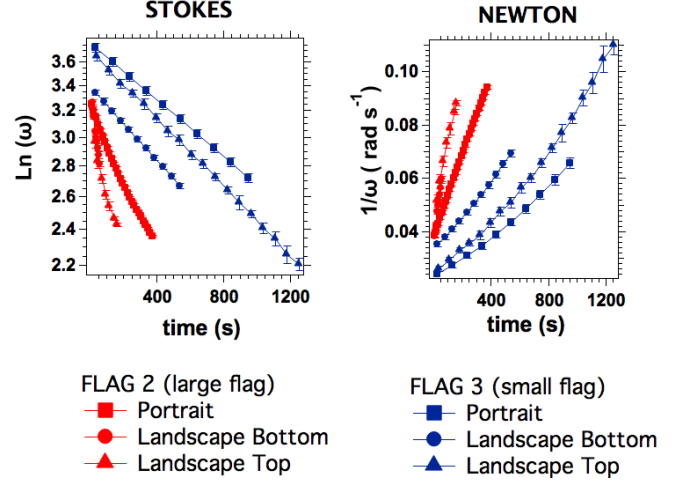 STOKES
NEWTON
Ln (ω)
3.6
3.4
3.2
3.0
2.8
2.6
2.4
2.2
400
800
1200
time (s)
1/ω ( rad s⁻¹)
0.10
0.08
0.06
0.04
400
800
1200
time (s)
FLAG 2 (large flag)
Portrait
Landscape Bottom
Landscape Top
FLAG 3 (small flag)
Portrait
Landscape Bottom
Landscape Top